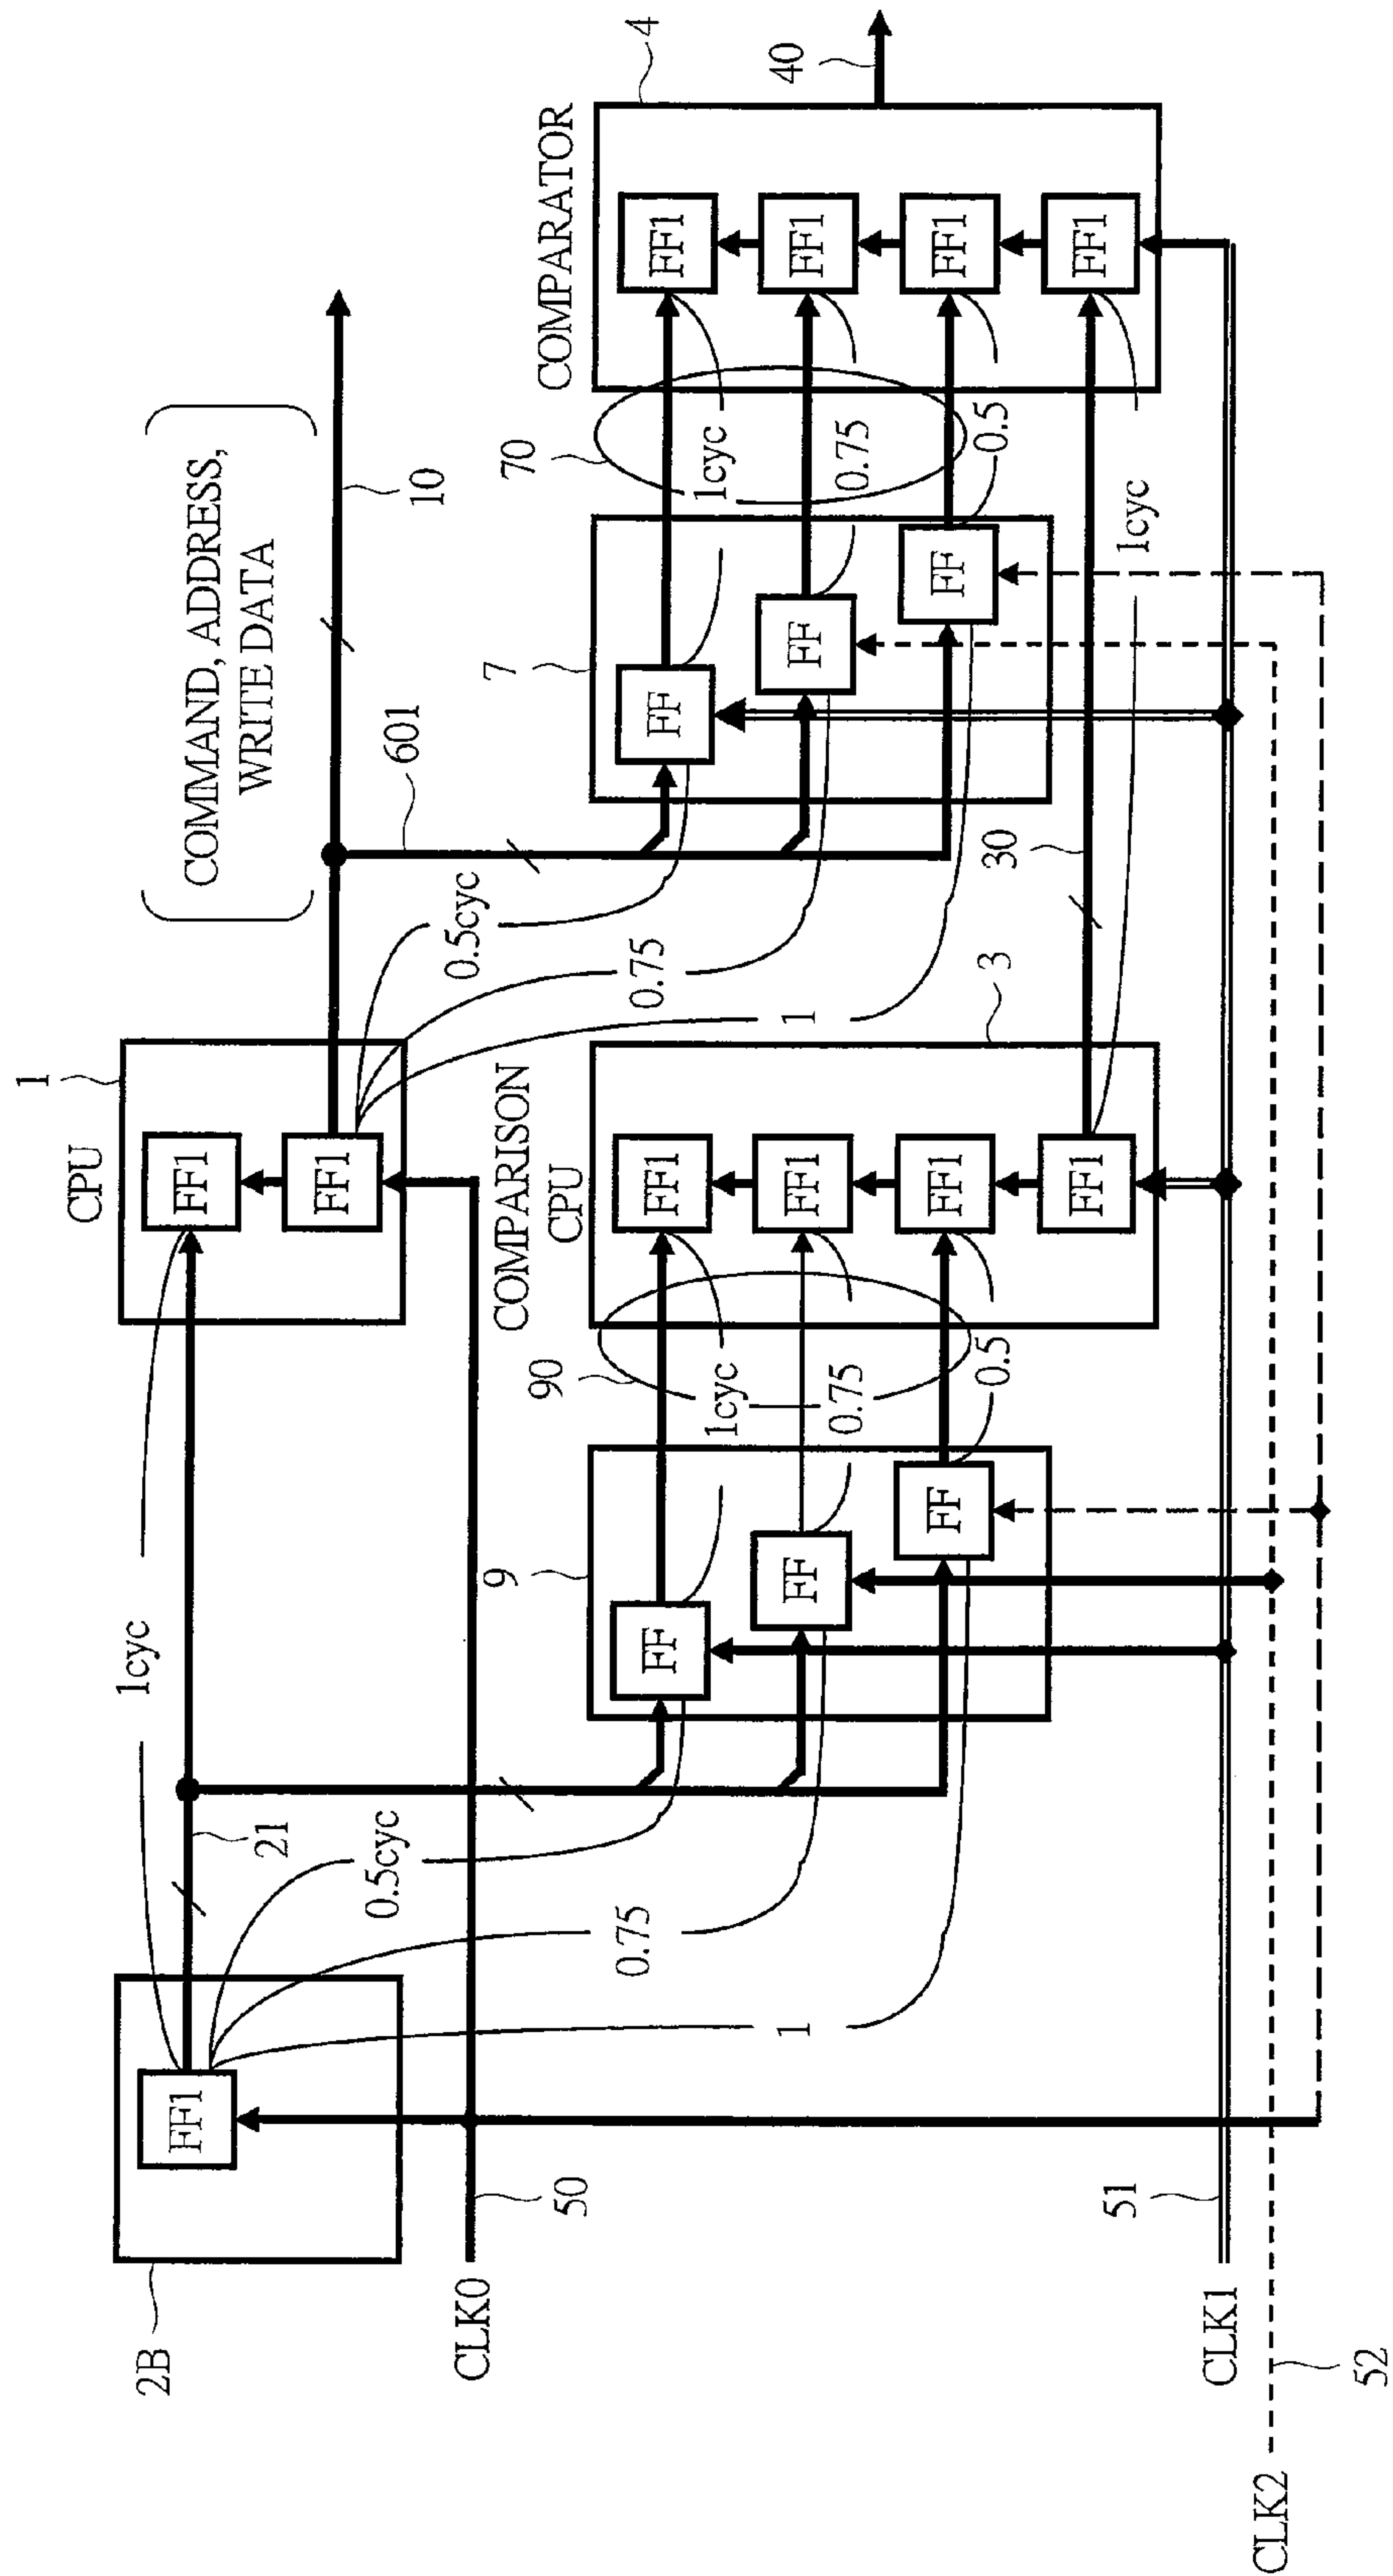 COMMAND, ADDRESS,
WRITE DATA
1
CPU
FF1
FF1
1cyc
2B
FF1
21
10
601
0.5cyc
0.75
1
0.5cyc
0.75
1
CLK0
50
9
FF
FF
FF
90
1cyc
0.75
0.5
COMPARISON
CPU
3
FF1
FF1
FF1
FF1
30
1cyc
7
FF
FF
FF
70
1cyc
0.75
0.5
COMPARATOR
4
FF1
FF1
FF1
FF1
40
CLK1
51
CLK2
52